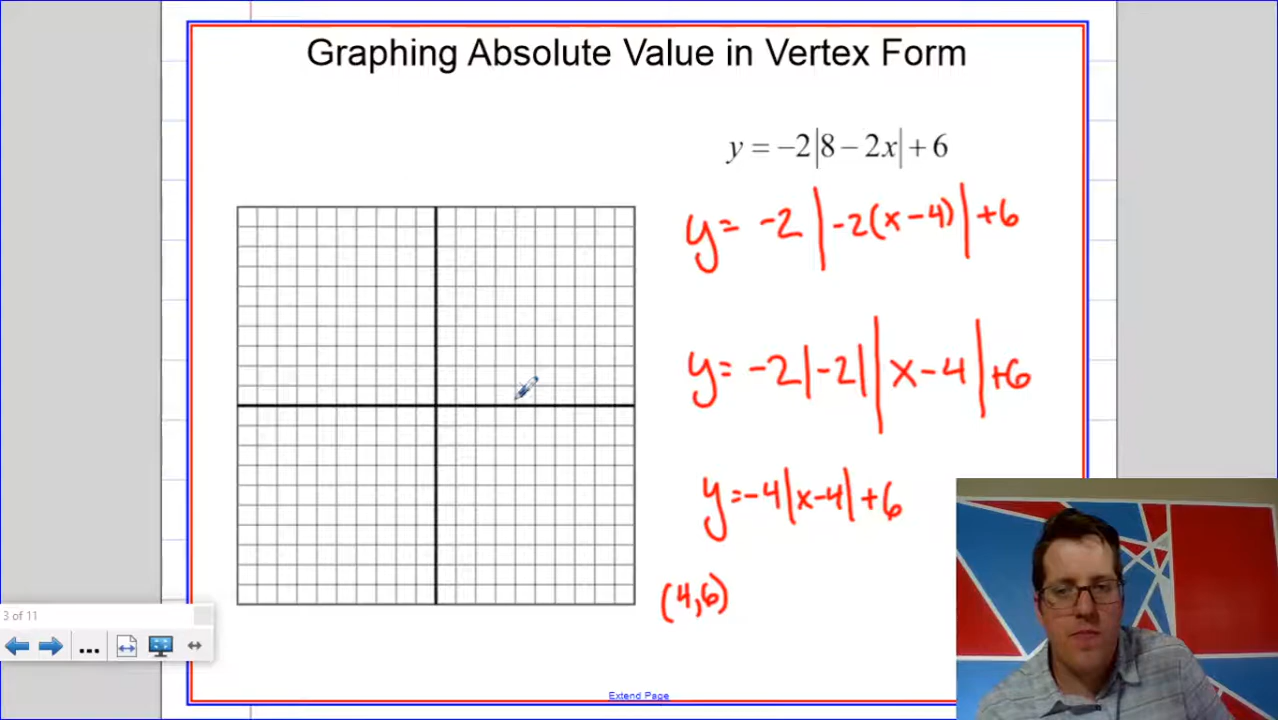 Graphing Absolute Value in Vertex Form
y = −2|8 − 2x| + 6
y = -2 |-2(x-4)| +6
y = -2|-2||x-4|+6
y=-4|x-4|+6
(4,6)
3 of 11
...
Extend Page